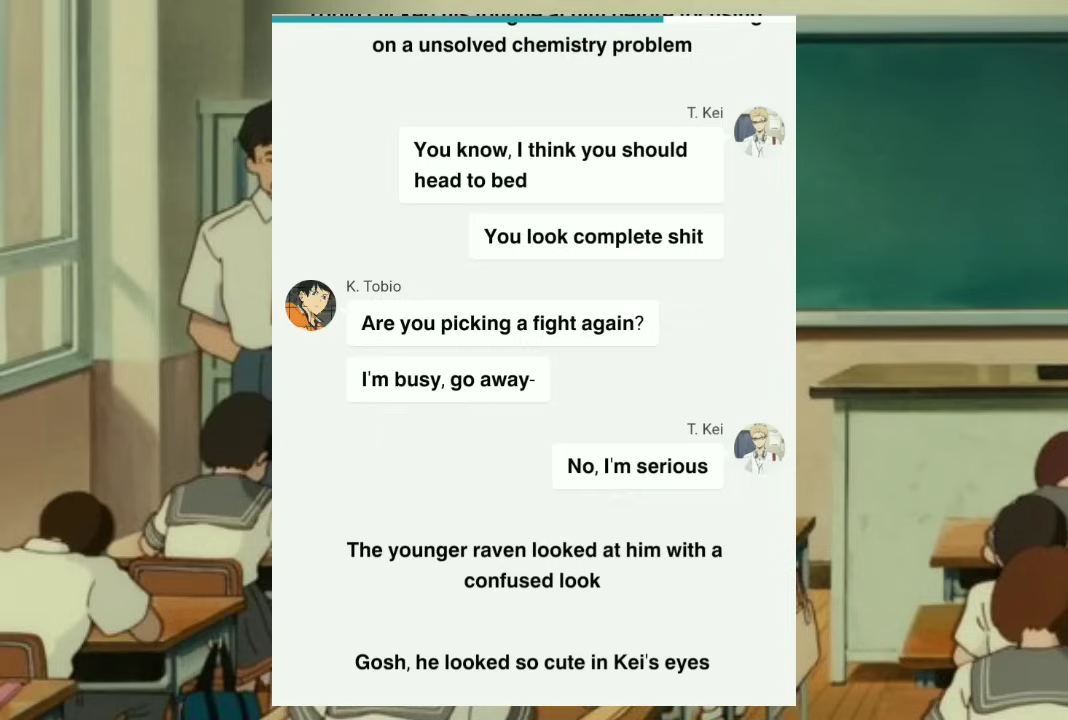 on a unsolved chemistry problem
T. Kei
You know, I think you should
head to bed
You look complete shit
K. Tobio
Are you picking a fight again?
I'm busy, go away-
T. Kei
No, I'm serious
The younger raven looked at him with a
confused look
Gosh, he looked so cute in Kei's eyes